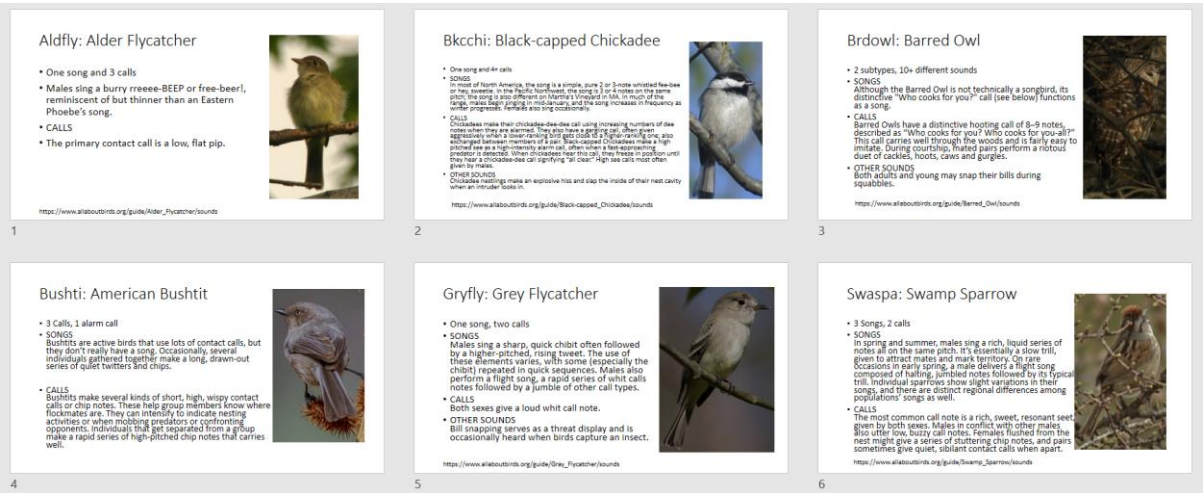 Aldfly: Alder Flycatcher
• One song and 3 calls
• Males sing a burry rreeee-BEEP or free-beer!,
reminiscent of but thinner than an Eastern
Phoebe's song.
• CALLS
• The primary contact call is a low, flat pip.
https://www.allaboutbirds.org/guide/Alder_Flycatcher/sounds
1
Bkcchi: Black-capped Chickadee
• One song and 4+ calls
• SONGS
In most of North America, the song is a simple, pure 2 or 3-note whistled fee-bee
or hey, sweetie. In the Pacific Northwest, the song is 3 or 4 notes on the same
pitch; the song is also different on Martha's Vineyard in MA. In much of the
range, males begin singing in mid-January, and the song increases in frequency as
winter progresses. Females also sing occasionally.
• CALLS
Chickadees make their chickadee-dee-dee call using increasing numbers of dee
notes when they are alarmed. They also have a gargling call, often given
aggressively when a lower-ranking bird gets close to a higher-ranking one; also
exchanged between members of a pair. Black-capped Chickadees make a high
pitched see as a high-intensity alarm call, often when a fast-approaching
predator is detected. When chickadees hear this call, they freeze in position until
they hear a chickadee-dee call signifying "all clear." High see calls most often
given by males.
• OTHER SOUNDS
Chickadee nestlings make an explosive hiss and slap the inside of their nest cavity
when an intruder looks in.
https://www.allaboutbirds.org/guide/Black-capped_Chickadee/sounds
2
Brdowl: Barred Owl
• 2 subtypes, 10+ different sounds
• SONGS
Although the Barred Owl is not technically a songbird, its
distinctive "Who cooks for you?" call (see below) functions
as a song.
• CALLS
Barred Owls have a distinctive hooting call of 8–9 notes,
described as "Who cooks for you? Who cooks for you-all?"
This call carries well through the woods and is fairly easy to
imitate. During courtship, mated pairs perform a riotous
duet of cackles, hoots, caws and gurgles.
• OTHER SOUNDS
Both adults and young may snap their bills during
squabbles.
https://www.allaboutbirds.org/guide/Barred_Owl/sounds
3
Bushti: American Bushtit
• 3 Calls, 1 alarm call
• SONGS
Bushtits are active birds that use lots of contact calls, but
they don't really have a song. Occasionally, several
individuals gathered together make a long, drawn-out
series of quiet twitters and chips.
• CALLS
Bushtits make several kinds of short, high, wispy contact
calls or chip notes. These help group members know where
flockmates are. They can intensify to indicate nesting
activities or when mobbing predators or confronting
opponents. Individuals that get separated from a group
make a rapid series of high-pitched chip notes that carries
well.
4
Gryfly: Grey Flycatcher
• One song, two calls
• SONGS
Males sing a sharp, quick chibit often followed
by a higher-pitched, rising tweet. The use of
these elements varies, with some (especially the
chibit) repeated in quick sequences. Males also
perform a flight song, a rapid series of whit calls
notes followed by a jumble of other call types.
• CALLS
Both sexes give a loud whit call note.
• OTHER SOUNDS
Bill snapping serves as a threat display and is
occasionally heard when birds capture an insect.
https://www.allaboutbirds.org/guide/Grey_Flycatcher/sounds
5
Swaspa: Swamp Sparrow
• 3 Songs, 2 calls
• SONGS
In spring and summer, males sing a rich, liquid series of
notes all on the same pitch. It's essentially a slow trill,
given to attract mates and mark territory. On rare
occasions in early spring, a male delivers a flight song
composed of halting, jumbled notes followed by its typical
trill. Individual sparrows show slight variations in their
songs, and there are distinct regional differences among
populations' songs as well.
• CALLS
The most common call note is a rich, sweet, resonant seet,
given by both sexes. Males in conflict with other males
also utter low, buzzy call notes. Females flushed from the
nest might give a series of stuttering chip notes, and pairs
sometimes give quiet, sibilant contact calls when apart.
https://www.allaboutbirds.org/guide/Swamp_Sparrow/sounds
6